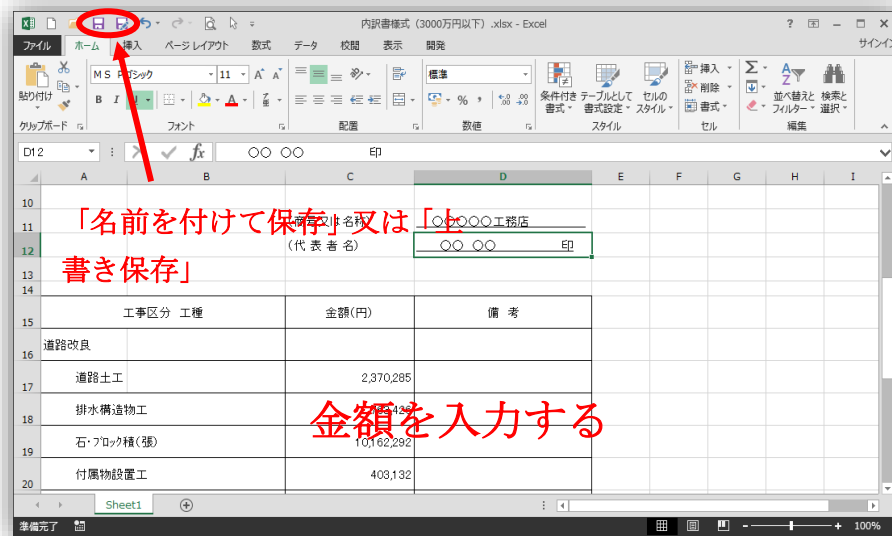 内訳書様式（3000万円以下）.xlsx - Excel
ファイル ホーム 挿入 ページレイアウト 数式 データ 校閲 表示 開発 サインイン
ＭＳ Ｐゴシック 11 A A 標準
貼り付け B I U A % 条件付き書式 テーブルとして書式設定 セルのスタイル 挿入 削除 書式 Σ 並べ替えとフィルター 検索と選択
クリップボード フォント 配置 数値 スタイル セル 編集
D12 fx ○○ ○○ 印
A B C D E F G H I
10
11 ○○○○○工務店
「名前を付けて保存」又は「上
12 (代 表 者 名) ○○ ○○ 印
書き保存」
13
14
15 工事区分 工種 金額(円) 備 考
16 道路改良
17 道路土工 2,370,285
18 排水構造物工
金額を入力する
19 石・ブロック積(張) 10,162,292
20 付属物設置工 403,132
Sheet1
準備完了 100%